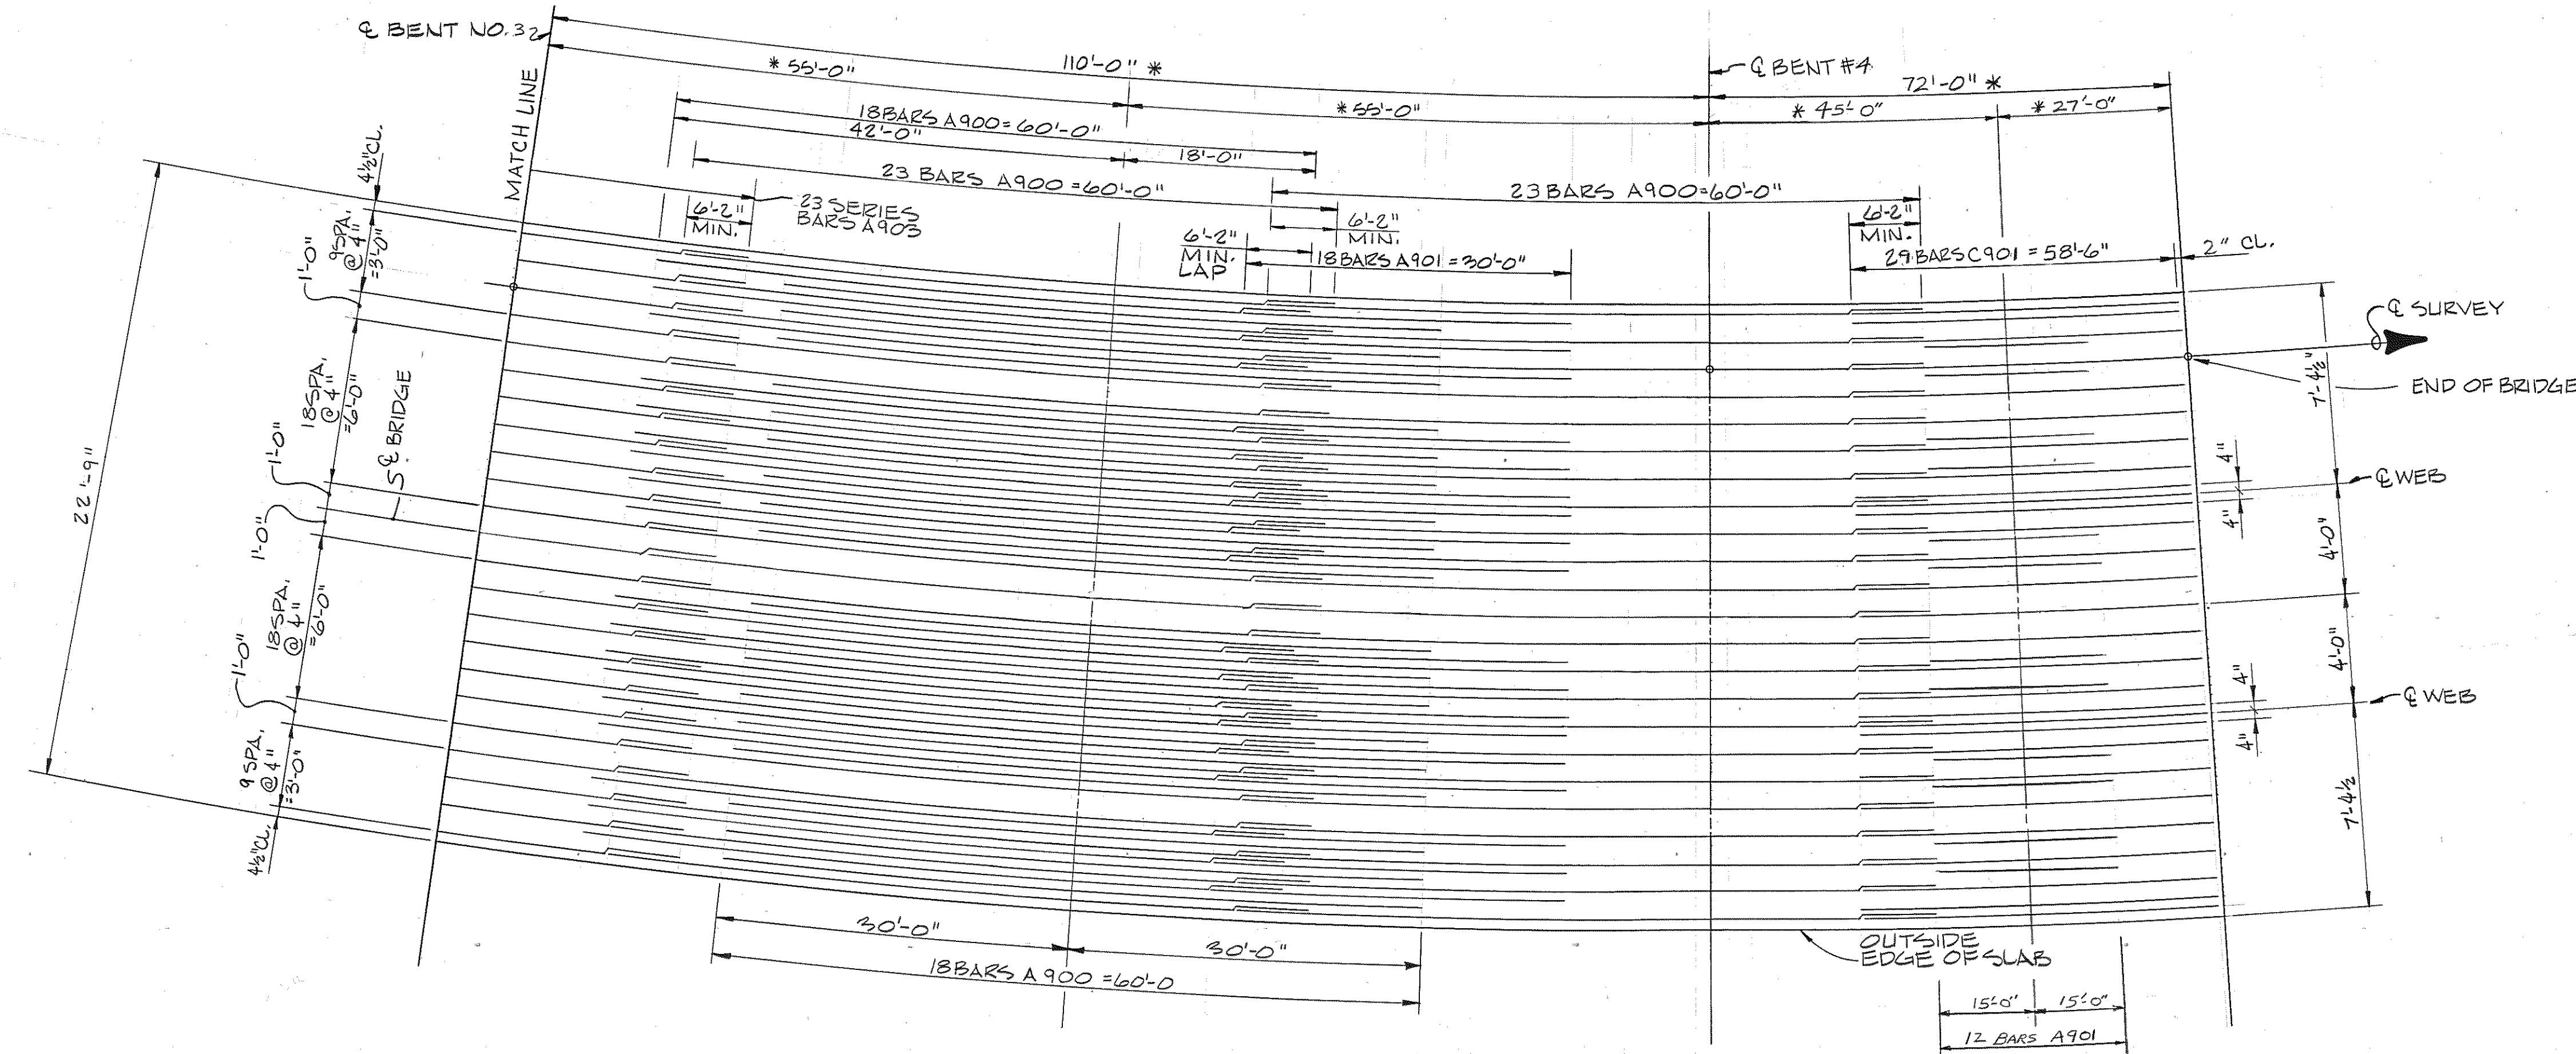 ℄ BENT NO. 32
MATCH LINE
110'-0" *
* 55'-0"
* 55'-0"
℄ BENT #4
72'-0" *
* 45'-0"
* 27'-0"
18 BARS A900 = 60'-0"
42'-0"
18'-0"
23 BARS A900 = 60'-0"
23 BARS A900 = 60'-0"
23 SERIES
BARS A903
6'-2"
MIN.
6'-2"
MIN.
6'-2"
MIN.
LAP
18 BARS A901 = 30'-0"
6'-2"
MIN.
29 BARS C901 = 58'-6"
2" CL.
℄ SURVEY
END OF BRIDGE
4½" CL.
9 SPA.
@ 4"
= 3'-0"
1'-0"
18 SPA.
@ 4"
= 6'-0"
1'-0"
℄ BRIDGE
1'-0"
22'-9"
18 SPA.
@ 4"
= 6'-0"
1'-0"
9 SPA.
@ 4"
= 3'-0"
4½" CL.
7'-4½"
4"
4"
℄ WEB
4'-0"
4'-0"
4"
4"
℄ WEB
7'-4½
30'-0"
30'-0"
18 BARS A900 = 60'-0
OUTSIDE
EDGE OF SLAB
15'-0"
15'-0"
12 BARS A901